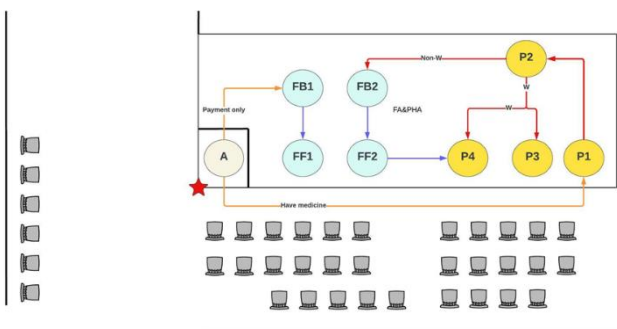 P2
Non-W
W
FB1
FB2
Payment only
FA&PHA
W
A
FF1
FF2
P4
P3
P1
Have medicine